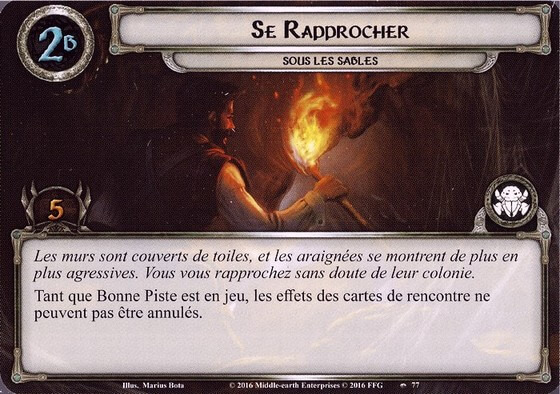 2B
SE RAPPROCHER
SOUS LES SABLES
5
Les murs sont couverts de toiles, et les araignées se montrent de plus en
plus agressives. Vous vous rapprochez sans doute de leur colonie.
Tant que Bonne Piste est en jeu, les effets des cartes de rencontre ne
peuvent pas être annulés.
Illus. Marius Bota © 2016 Middle-earth Enterprises © 2016 FFG 77